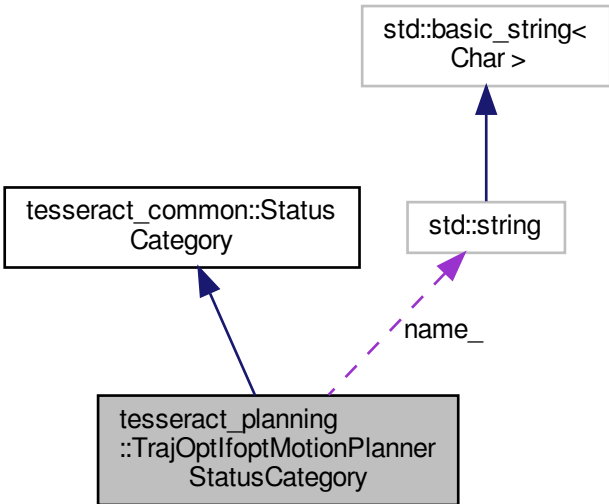 std::basic_string<
Char >
tesseract_common::Status
Category
std::string
name_
tesseract_planning
::TrajOptIfoptMotionPlanner
StatusCategory